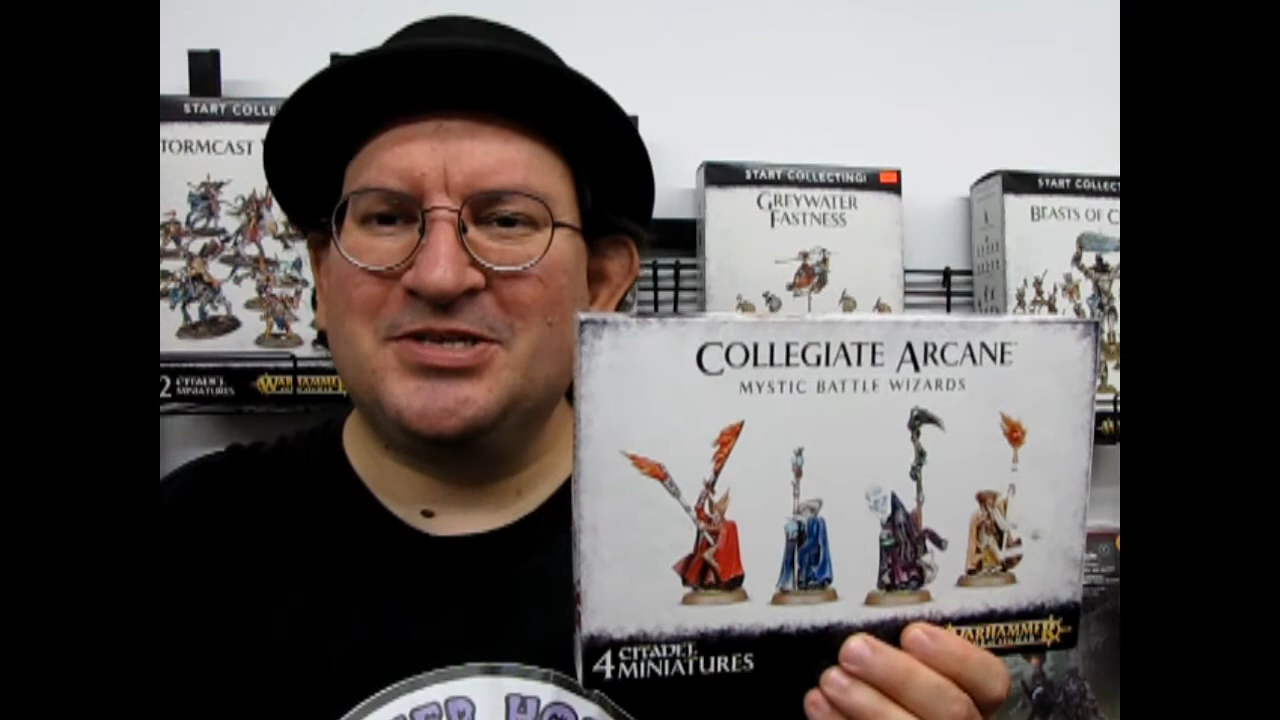 START COLLE
TORMCAST
2 CITADEL
MINIATURES
WARHAMME
START COLLECTING!
GREYWATER
FASTNESS
START COLLECT
BEASTS OF C
COLLEGIATE ARCANE
MYSTIC BATTLE WIZARDS
4 CITADEL
MINIATURES
WARHAMMER